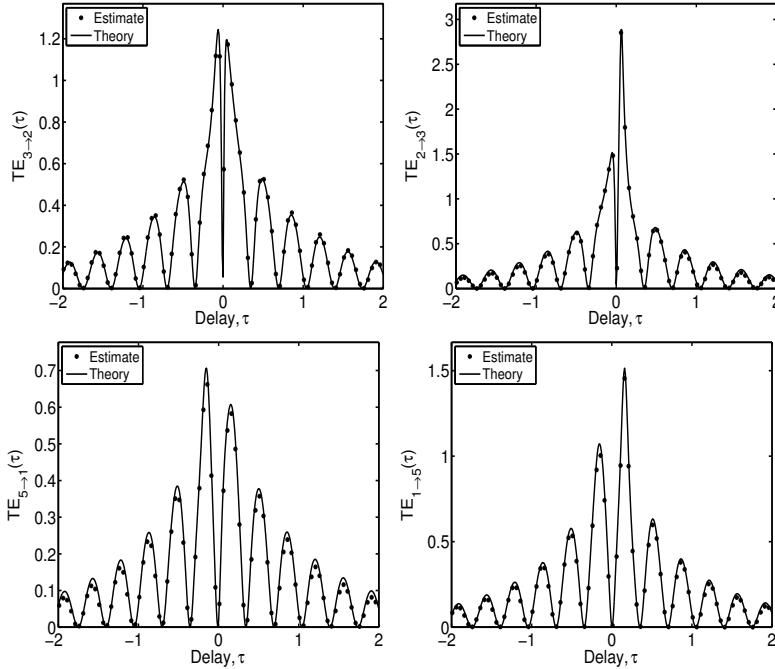 Estimate
Theory
TE3→2(τ)
1.2
1
0.8
0.6
0.4
0.2
0
−2
−1
0
1
2
Delay, τ
Estimate
Theory
TE2→3(τ)
3
2.5
2
1.5
1
0.5
0
−2
−1
0
1
2
Delay, τ
Estimate
Theory
TE5→1(τ)
0.7
0.6
0.5
0.4
0.3
0.2
0.1
0
−2
−1
0
1
2
Delay, τ
Estimate
Theory
TE1→5(τ)
1.5
1
0.5
0
−2
−1
0
1
2
Delay, τ